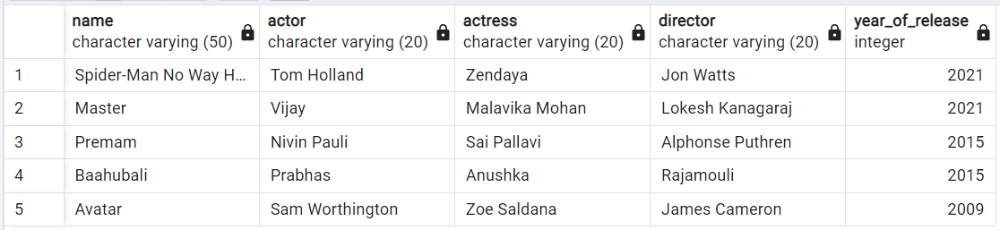 name actor actress director year_of_release
character varying (50) character varying (20) character varying (20) character varying (20) integer
1 Spider-Man No Way H... Tom Holland Zendaya Jon Watts 2021
2 Master Vijay Malavika Mohan Lokesh Kanagaraj 2021
3 Premam Nivin Pauli Sai Pallavi Alphonse Puthren 2015
4 Baahubali Prabhas Anushka Rajamouli 2015
5 Avatar Sam Worthington Zoe Saldana James Cameron 2009